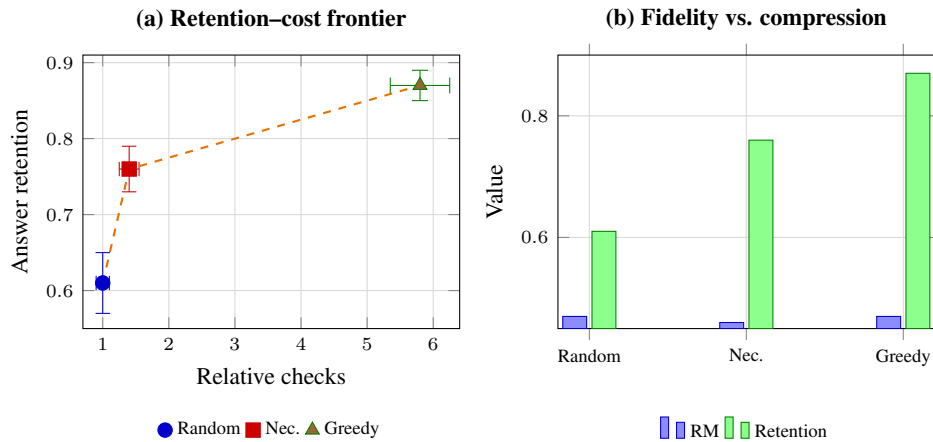 (a) Retention–cost frontier
0.9
0.8
0.7
0.6
Answer retention
1 2 3 4 5 6
Relative checks
Random Nec. Greedy
(b) Fidelity vs. compression
0.8
0.6
Value
Random Nec. Greedy
RM Retention